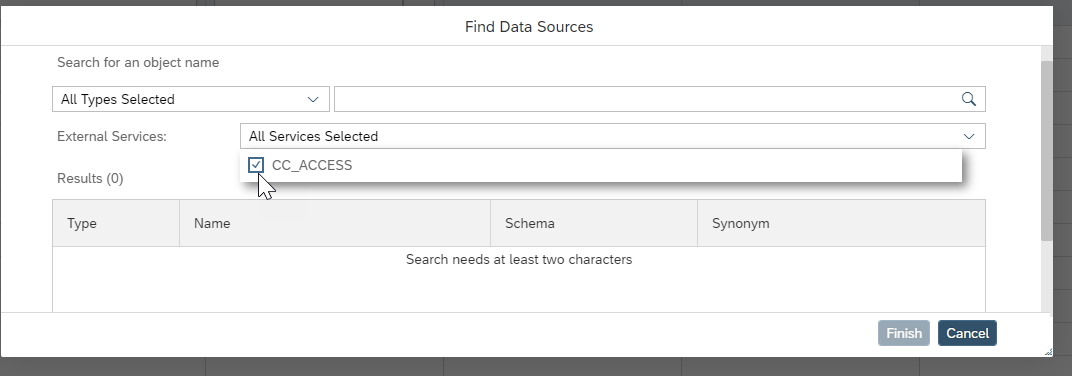 Find Data Sources
Search for an object name
All Types Selected
External Services: All Services Selected
CC_ACCESS
Results (0)
Type Name Schema Synonym
Search needs at least two characters
Finish Cancel